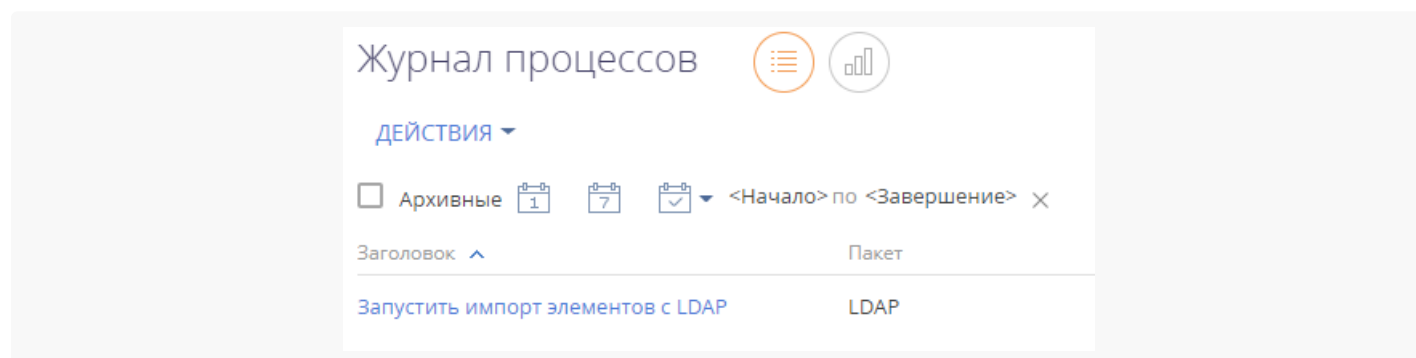 Журнал процессов
ДЕЙСТВИЯ
Архивные 1 7 <Начало> по <Завершение>
Заголовок Пакет
Запустить импорт элементов с LDAP LDAP